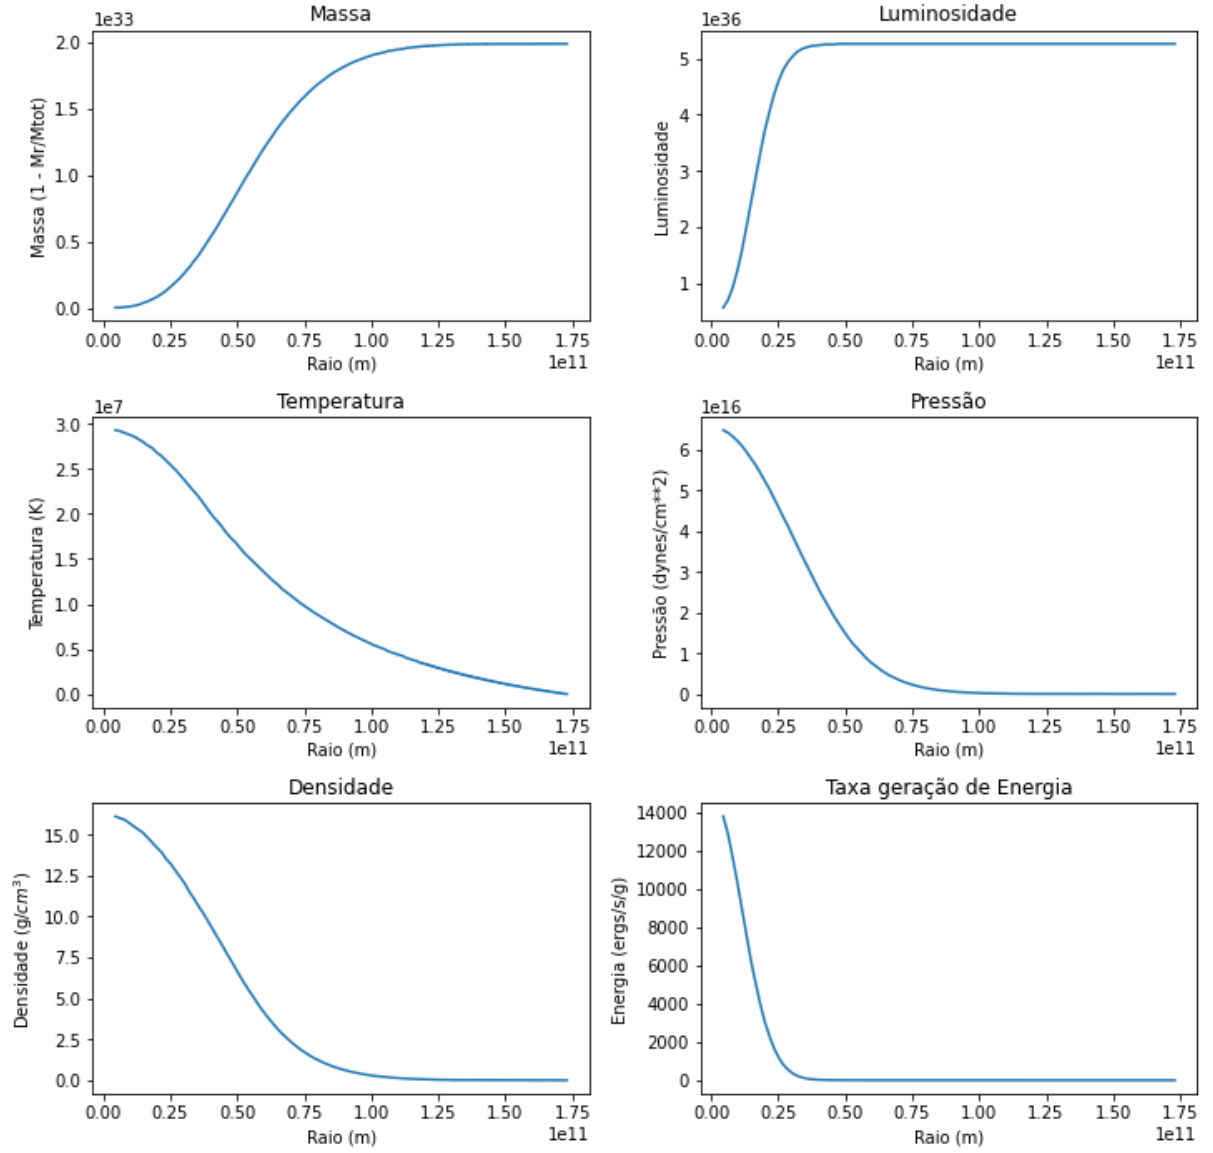 Massa
1e33
Massa (1 - Mr/Mtot)
2.0
1.5
1.0
0.5
0.0
0.00 0.25 0.50 0.75 1.00 1.25 1.50 1.75
Raio (m)
1e11
Luminosidade
1e36
Luminosidade
5
4
3
2
1
0.00 0.25 0.50 0.75 1.00 1.25 1.50 1.75
Raio (m)
1e11
Temperatura
1e7
Temperatura (K)
3.0
2.5
2.0
1.5
1.0
0.5
0.0
0.00 0.25 0.50 0.75 1.00 1.25 1.50 1.75
Raio (m)
1e11
Pressão
1e16
Pressão (dynes/cm**2)
6
5
4
3
2
1
0
0.00 0.25 0.50 0.75 1.00 1.25 1.50 1.75
Raio (m)
1e11
Densidade
Densidade (g/cm³)
15.0
12.5
10.0
7.5
5.0
2.5
0.0
0.00 0.25 0.50 0.75 1.00 1.25 1.50 1.75
Raio (m)
1e11
Taxa geração de Energia
Energia (ergs/s/g)
14000
12000
10000
8000
6000
4000
2000
0
0.00 0.25 0.50 0.75 1.00 1.25 1.50 1.75
Raio (m)
1e11